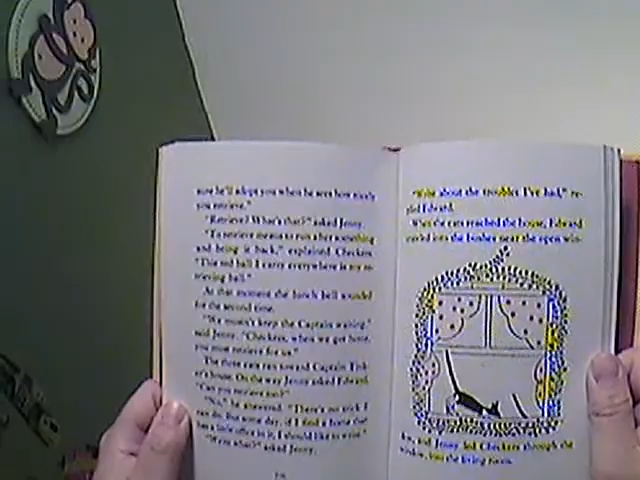 sure he'll adopt you when he sees how nicely
you retrieve."
"Retrieve? What's that?" asked Jenny.
"To retrieve means to run after something
and bring it back," explained Checkers.
"This red ball I carry everywhere is my re-
trieving ball."
At that moment the lunch bell sounded
for the second time.
"We mustn't keep the Captain waiting,"
said Jenny. "Checkers, when we get home,
you must retrieve for us."
The three cats ran toward Captain Tink-
er's house. On the way Jenny asked Edward,
"Can you retrieve too?"
"No," he answered. "There's no trick I
can do. But some day, if I find a home that
has a little quiet in it, I should like to write."
"Write what?" asked Jenny.
"Write about the troubles I've had," re-
plied Edward.
When the cats reached the house, Edward
into the bushes near the open win-
dow, and Jenny led Checkers through the
window, into the living room.